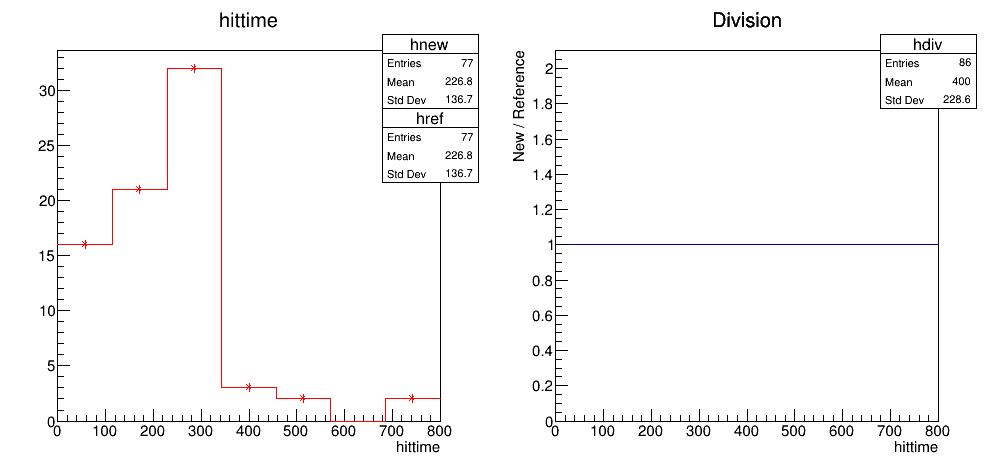 hittime
hnew
Entries 77
Mean 226.8
Std Dev 136.7
href
Entries 77
Mean 226.8
Std Dev 136.7
30
25
20
15
10
5
0
0 100 200 300 400 500 600 700 800
hittime
Division
hdiv
Entries 86
Mean 400
Std Dev 228.6
New / Reference
2
1.8
1.6
1.4
1.2
1
0.8
0.6
0.4
0.2
0
0 100 200 300 400 500 600 700 800
hittime